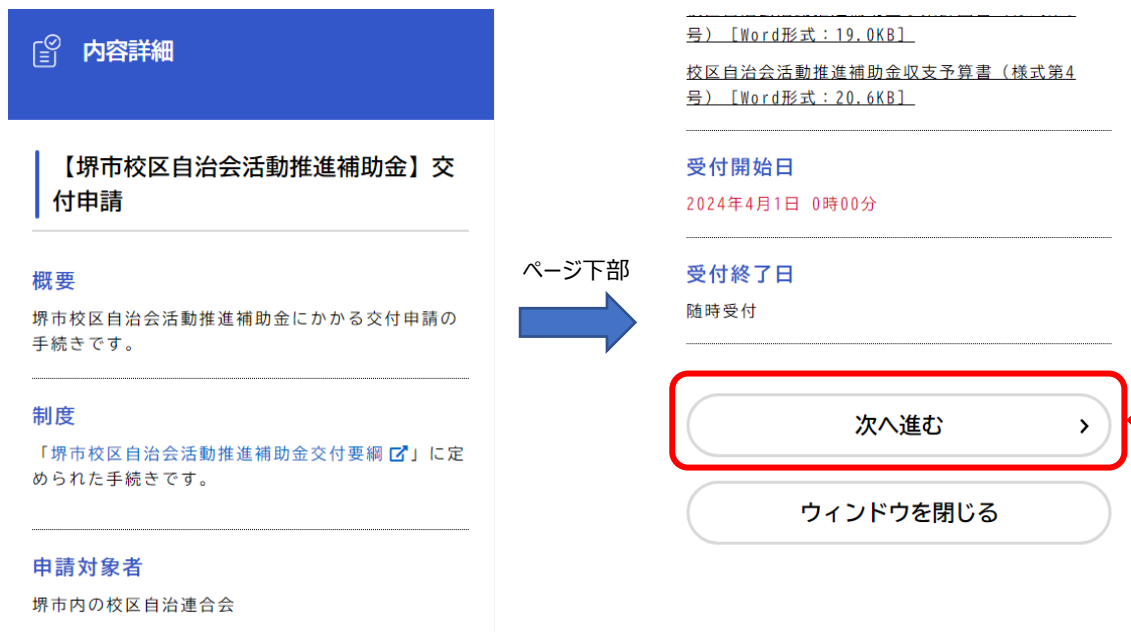 内容詳細
【堺市校区自治会活動推進補助金】交
付申請
概要
堺市校区自治会活動推進補助金にかかる交付申請の
手続きです。
制度
「堺市校区自治会活動推進補助金交付要綱」に定
められた手続きです。
申請対象者
堺市内の校区自治連合会
ページ下部
号）［Word形式：19.0KB］
校区自治会活動推進補助金収支予算書（様式第4
号）［Word形式：20.6KB］
受付開始日
2024年4月1日 0時00分
受付終了日
随時受付
次へ進む
ウィンドウを閉じる